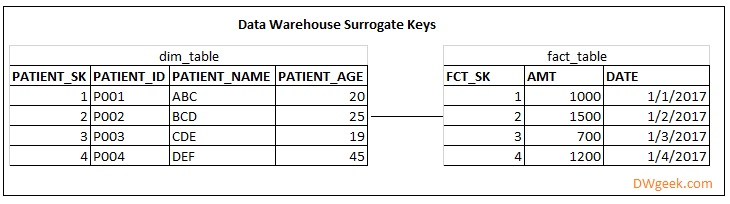 Data Warehouse Surrogate Keys
dim_table fact_table
PATIENT_SK PATIENT_ID PATIENT_NAME PATIENT_AGE FCT_SK AMT DATE
1 P001 ABC 20 1 1000 1/1/2017
2 P002 BCD 25 2 1500 1/2/2017
3 P003 CDE 19 3 700 1/3/2017
4 P004 DEF 45 4 1200 1/4/2017
DWgeek.com